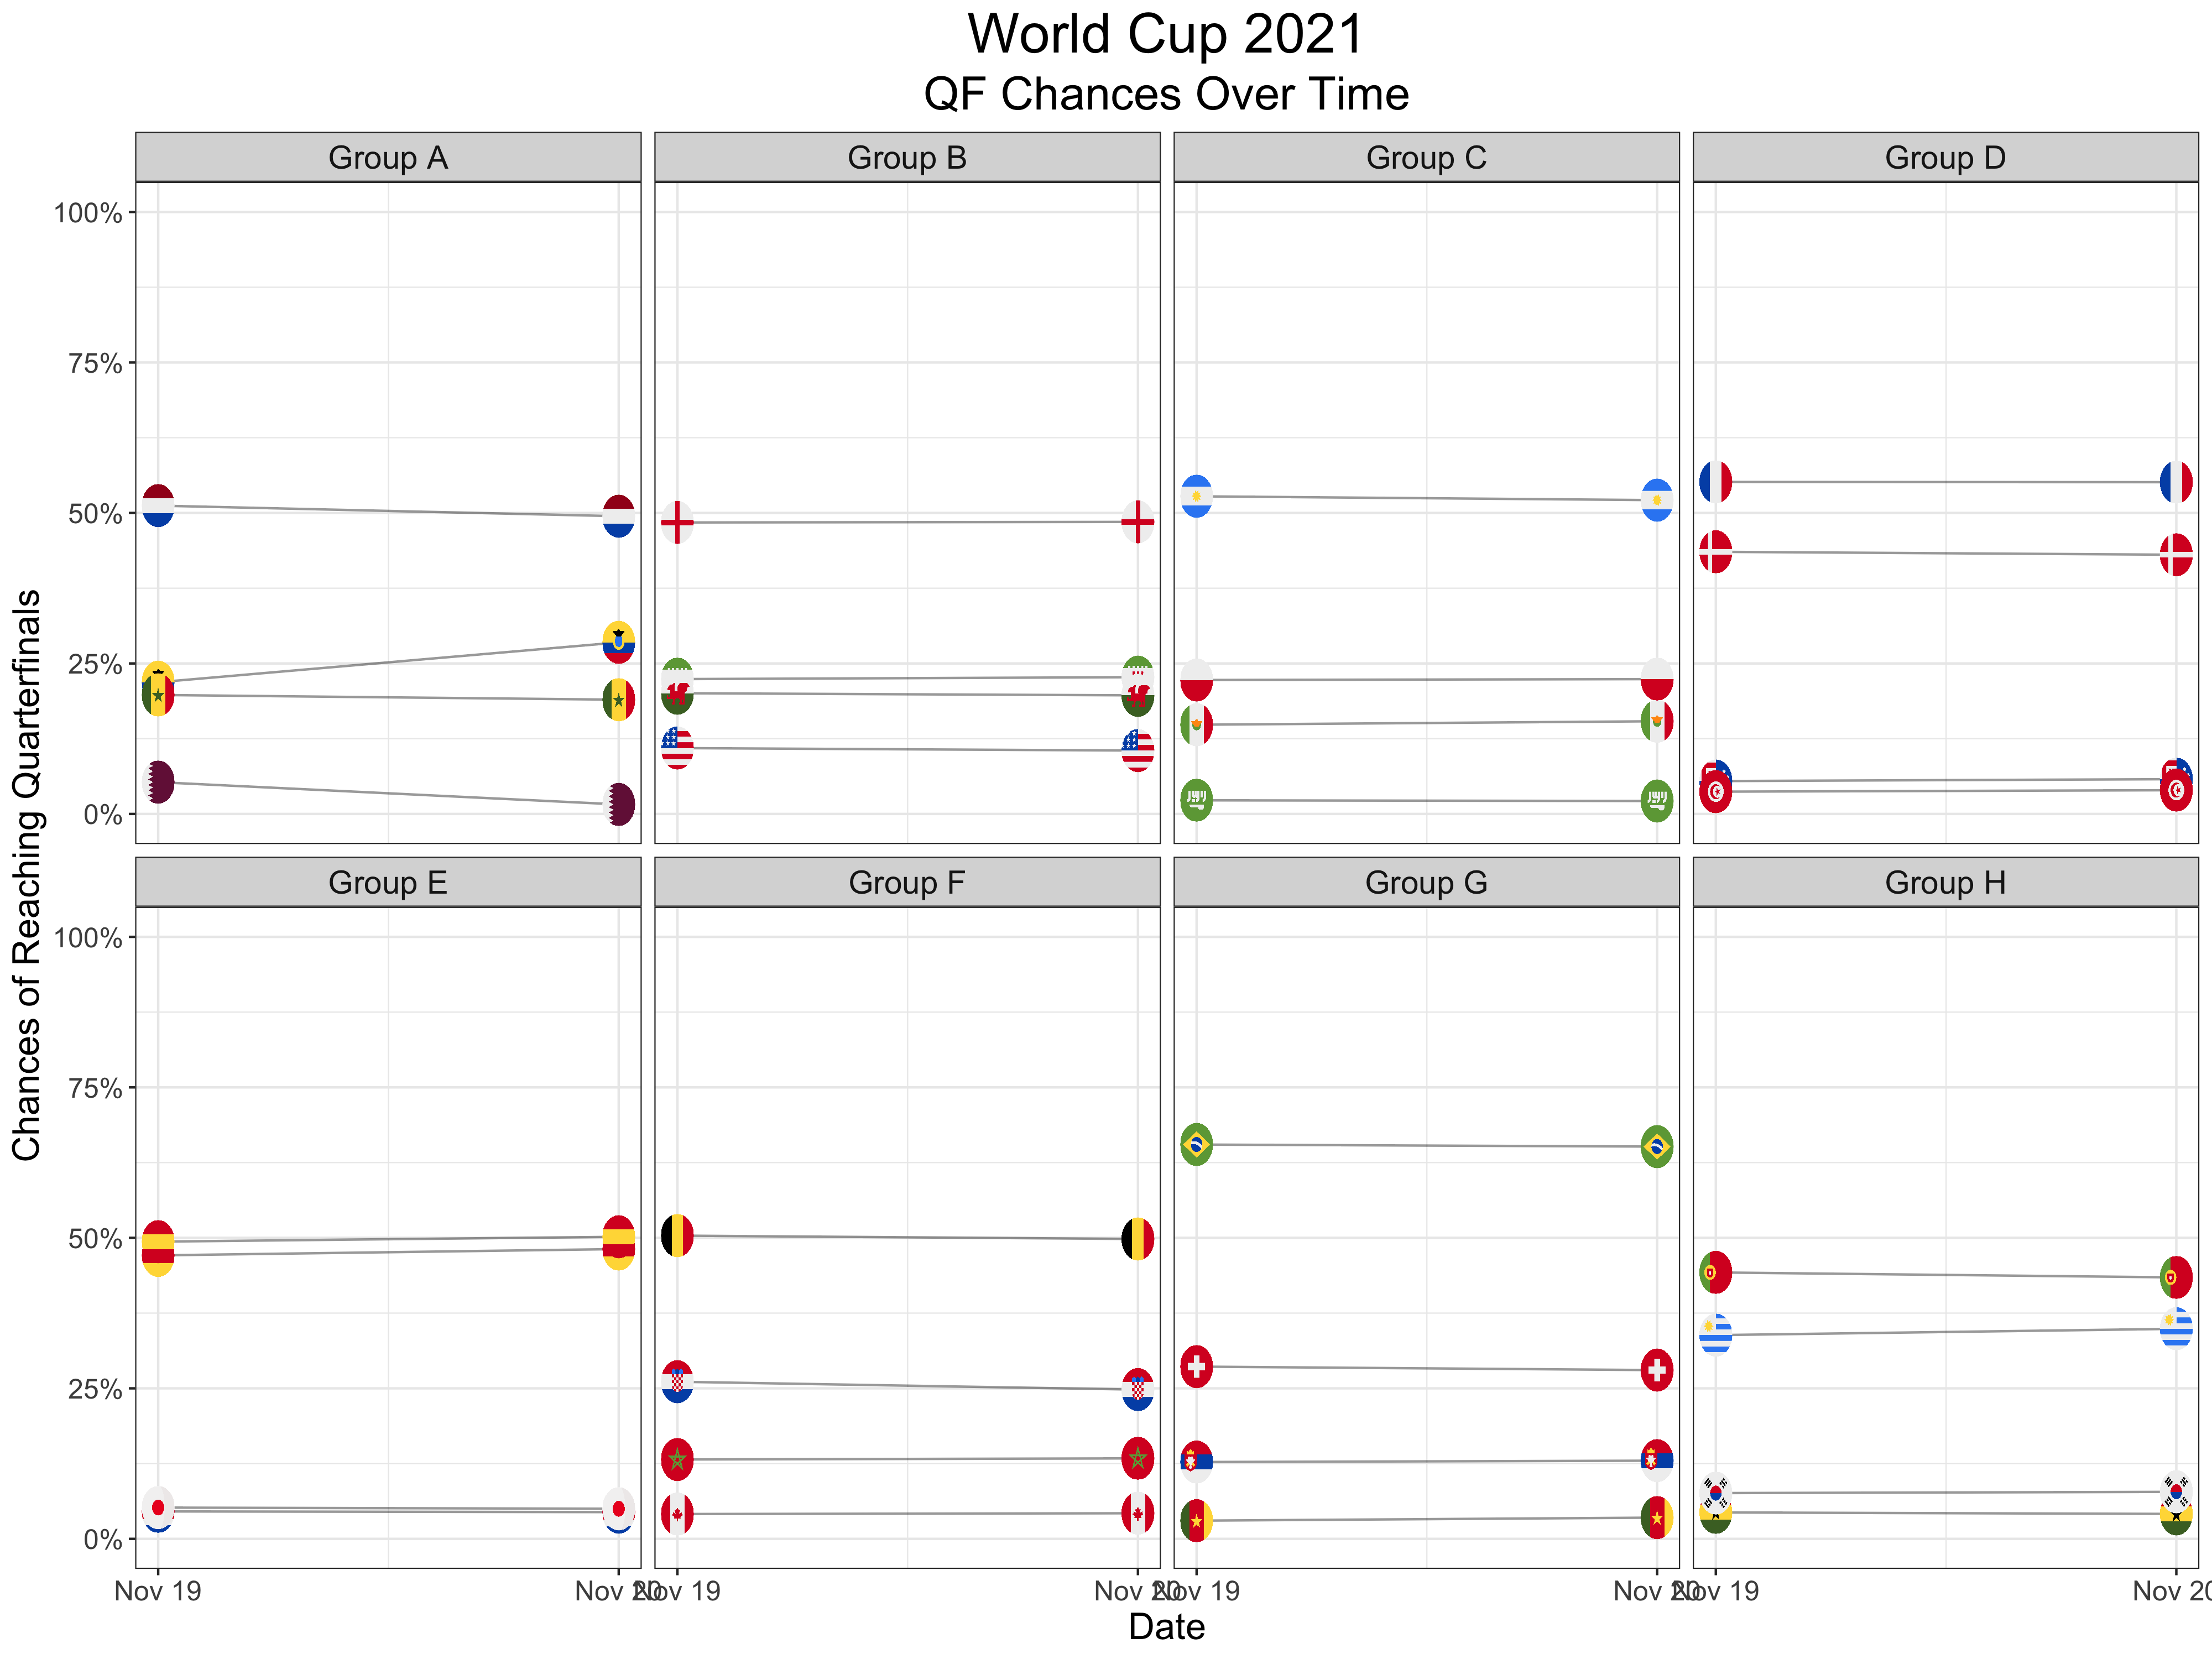 World Cup 2021
QF Chances Over Time
Group A
Group B
Group C
Group D
100%
75%
50%
25%
0%
Group E
Group F
Group G
Group H
100%
75%
50%
25%
0%
Chances of Reaching Quarterfinals
Nov 19
Nov 20
Nov 19
Nov 20
Nov 19
Nov 20
Nov 19
Nov 20
Date